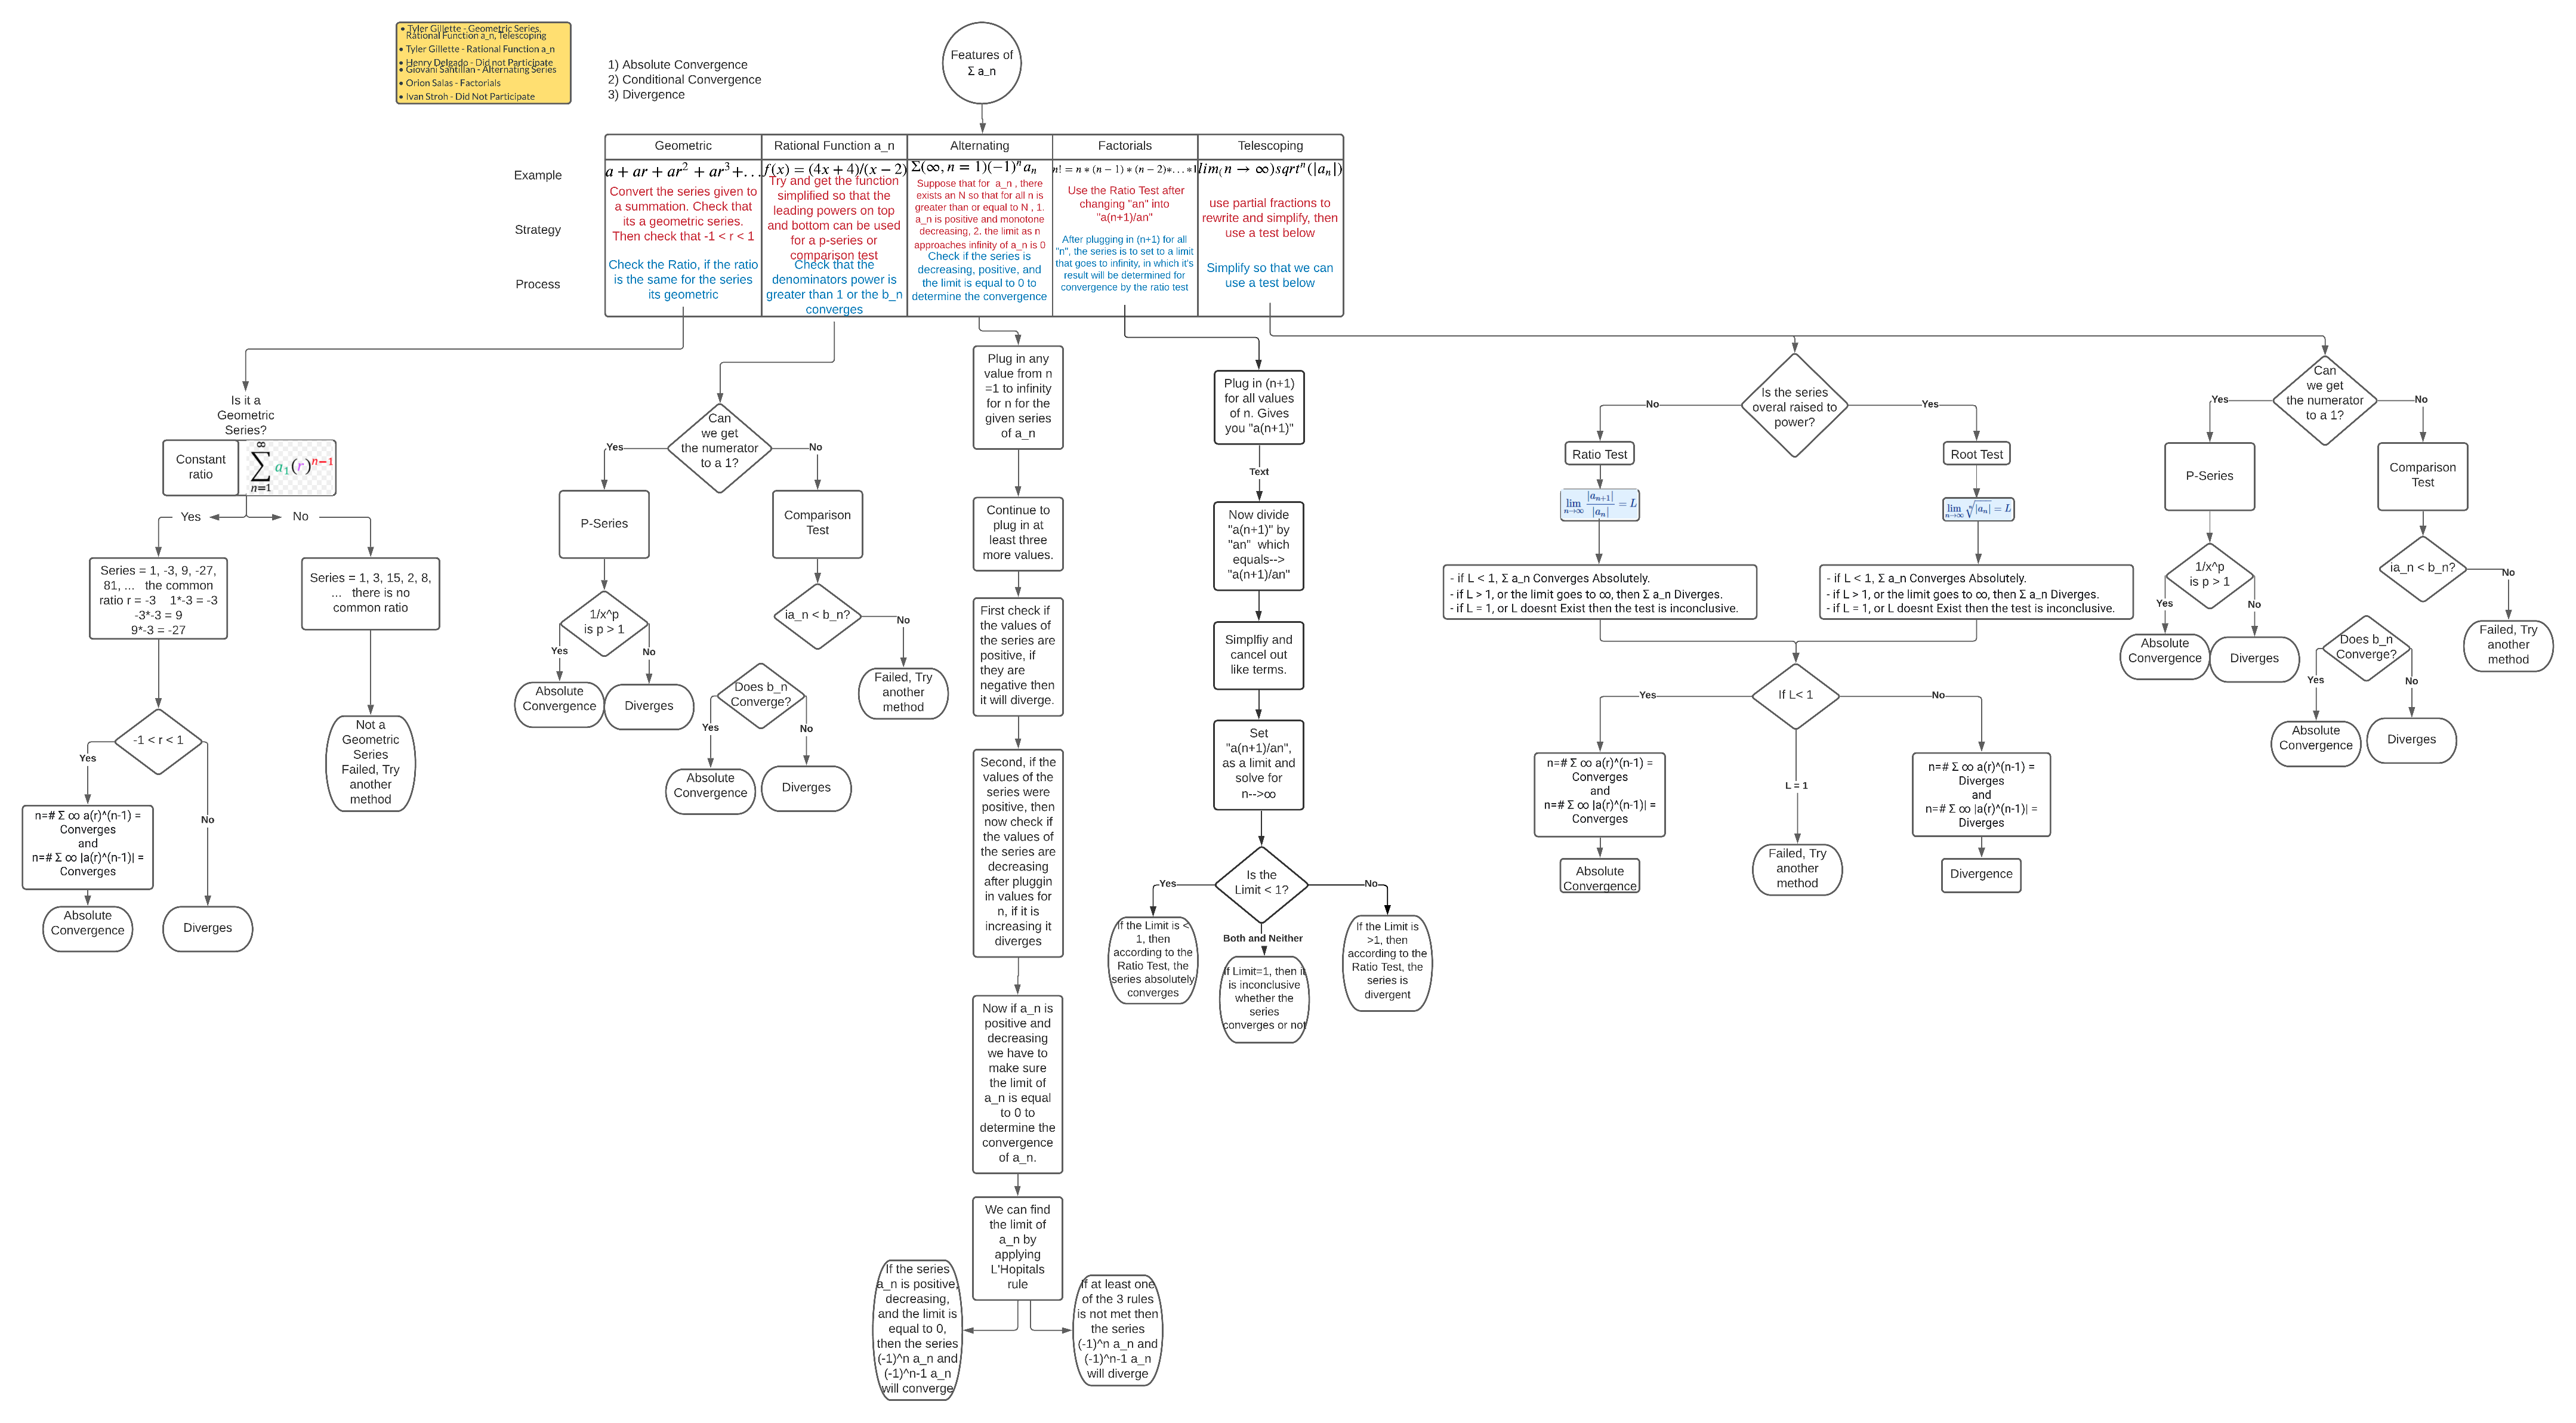 • Tyler Gillette - Geometric Series,
Rational Function a_n, Telescoping
• Tyler Gillette - Rational Function a_n
• Henry Delgado - Did not Participate
• Giovani Santillan - Alternating Series
• Orion Salas - Factorials
• Ivan Stroh - Did Not Participate
1) Absolute Convergence
2) Conditional Convergence
3) Divergence
Features of
Σ a_n
Geometric
Rational Function a_n
Alternating
Factorials
Telescoping
Example
Strategy
Process
a + ar + ar² + ar³+. . .
Convert the series given to
a summation. Check that
its a geometric series.
Then check that -1 < r < 1
Check the Ratio, if the ratio
is the same for the series
its geometric
f(x) = (4x + 4)/(x − 2)
Try and get the function
simplified so that the
leading powers on top
and bottom can be used
for a p-series or
comparison test
Check that the
denominators power is
greater than 1 or the b_n
converges
Σ(∞, n = 1)(−1)ⁿaₙ
Suppose that for a_n , there
exists an N so that for all n is
greater than or equal to N , 1.
a_n is positive and monotone
decreasing, 2. the limit as n
approaches infinity of a_n is 0
Check if the series is
decreasing, positive, and
the limit is equal to 0 to
determine the convergence
n! = n * (n − 1) * (n − 2)*. . . *1
Use the Ratio Test after
changing "an" into
"a(n+1)/an"
After plugging in (n+1) for all
"n", the series is to set to a limit
that goes to infinity, in which it's
result will be determined for
convergence by the ratio test
lim₍n → ∞)sqrtⁿ(|aₙ|)
use partial fractions to
rewrite and simplify, then
use a test below
Simplify so that we can
use a test below
Is it a
Geometric
Series?
Constant
ratio
∞
∑ a₁(r)ⁿ⁻¹
n=1
Yes
No
Series = 1, -3, 9, -27,
81, ... the common
ratio r = -3 1*-3 = -3
-3*-3 = 9
9*-3 = -27
Series = 1, 3, 15, 2, 8,
... there is no
common ratio
-1 < r < 1
Yes
No
Not a
Geometric
Series
Failed, Try
another
method
n=# Σ ∞ a(r)^(n-1) =
Converges
and
n=# Σ ∞ |a(r)^(n-1)| =
Converges
Absolute
Convergence
Diverges
Can
we get
the numerator
to a 1?
Yes
No
P-Series
Comparison
Test
1/x^p
is p > 1
Yes
No
Absolute
Convergence
Diverges
ia_n < b_n?
No
Failed, Try
another
method
Does b_n
Converge?
Yes
No
Absolute
Convergence
Diverges
Plug in any
value from n
=1 to infinity
for n for the
given series
of a_n
Continue to
plug in at
least three
more values.
First check if
the values of
the series are
positive, if
they are
negative then
it will diverge.
Second, if the
values of the
series were
positive, then
now check if
the values of
the series are
decreasing
after pluggin
in values for
n, if it is
increasing it
diverges
Now if a_n is
positive and
decreasing
we have to
make sure
the limit of
a_n is equal
to 0 to
determine the
convergence
of a_n.
We can find
the limit of
a_n by
applying
L'Hopitals
rule
If the series
a_n is positive,
decreasing,
and the limit is
equal to 0,
then the series
(-1)^n a_n and
(-1)^n-1 a_n
will converge
If at least one
of the 3 rules
is not met then
the series
(-1)^n a_n and
(-1)^n-1 a_n
will diverge
Plug in (n+1)
for all values
of n. Gives
you "a(n+1)"
Text
Now divide
"a(n+1)" by
"an" which
equals-->
"a(n+1)/an"
Simplfiy and
cancel out
like terms.
Set
"a(n+1)/an",
as a limit and
solve for
n-->∞
Is the
Limit < 1?
Yes
No
Both and Neither
If the Limit is <
1, then
according to the
Ratio Test, the
series absolutely
converges
If Limit=1, then it
is inconclusive
whether the
series
converges or not
If the Limit is
>1, then
according to the
Ratio Test, the
series is
divergent
Is the series
overal raised to
power?
No
Yes
Ratio Test
Root Test
lim n→∞ |aₙ₊₁| / |aₙ| = L
lim n→∞ ⁿ√|aₙ| = L
- if L < 1, Σ a_n Converges Absolutely.
- if L > 1, or the limit goes to ∞, then Σ a_n Diverges.
- if L = 1, or L doesnt Exist then the test is inconclusive.
- if L < 1, Σ a_n Converges Absolutely.
- if L > 1, or the limit goes to ∞, then Σ a_n Diverges.
- if L = 1, or L doesnt Exist then the test is inconclusive.
If L< 1
Yes
No
L = 1
n=# Σ ∞ a(r)^(n-1) =
Converges
and
n=# Σ ∞ |a(r)^(n-1)| =
Converges
Absolute
Convergence
Failed, Try
another
method
n=# Σ ∞ a(r)^(n-1) =
Diverges
and
n=# Σ ∞ |a(r)^(n-1)| =
Diverges
Divergence
Can
we get
the numerator
to a 1?
Yes
No
P-Series
Comparison
Test
1/x^p
is p > 1
Yes
No
Absolute
Convergence
Diverges
ia_n < b_n?
No
Failed, Try
another
method
Does b_n
Converge?
Yes
No
Absolute
Convergence
Diverges